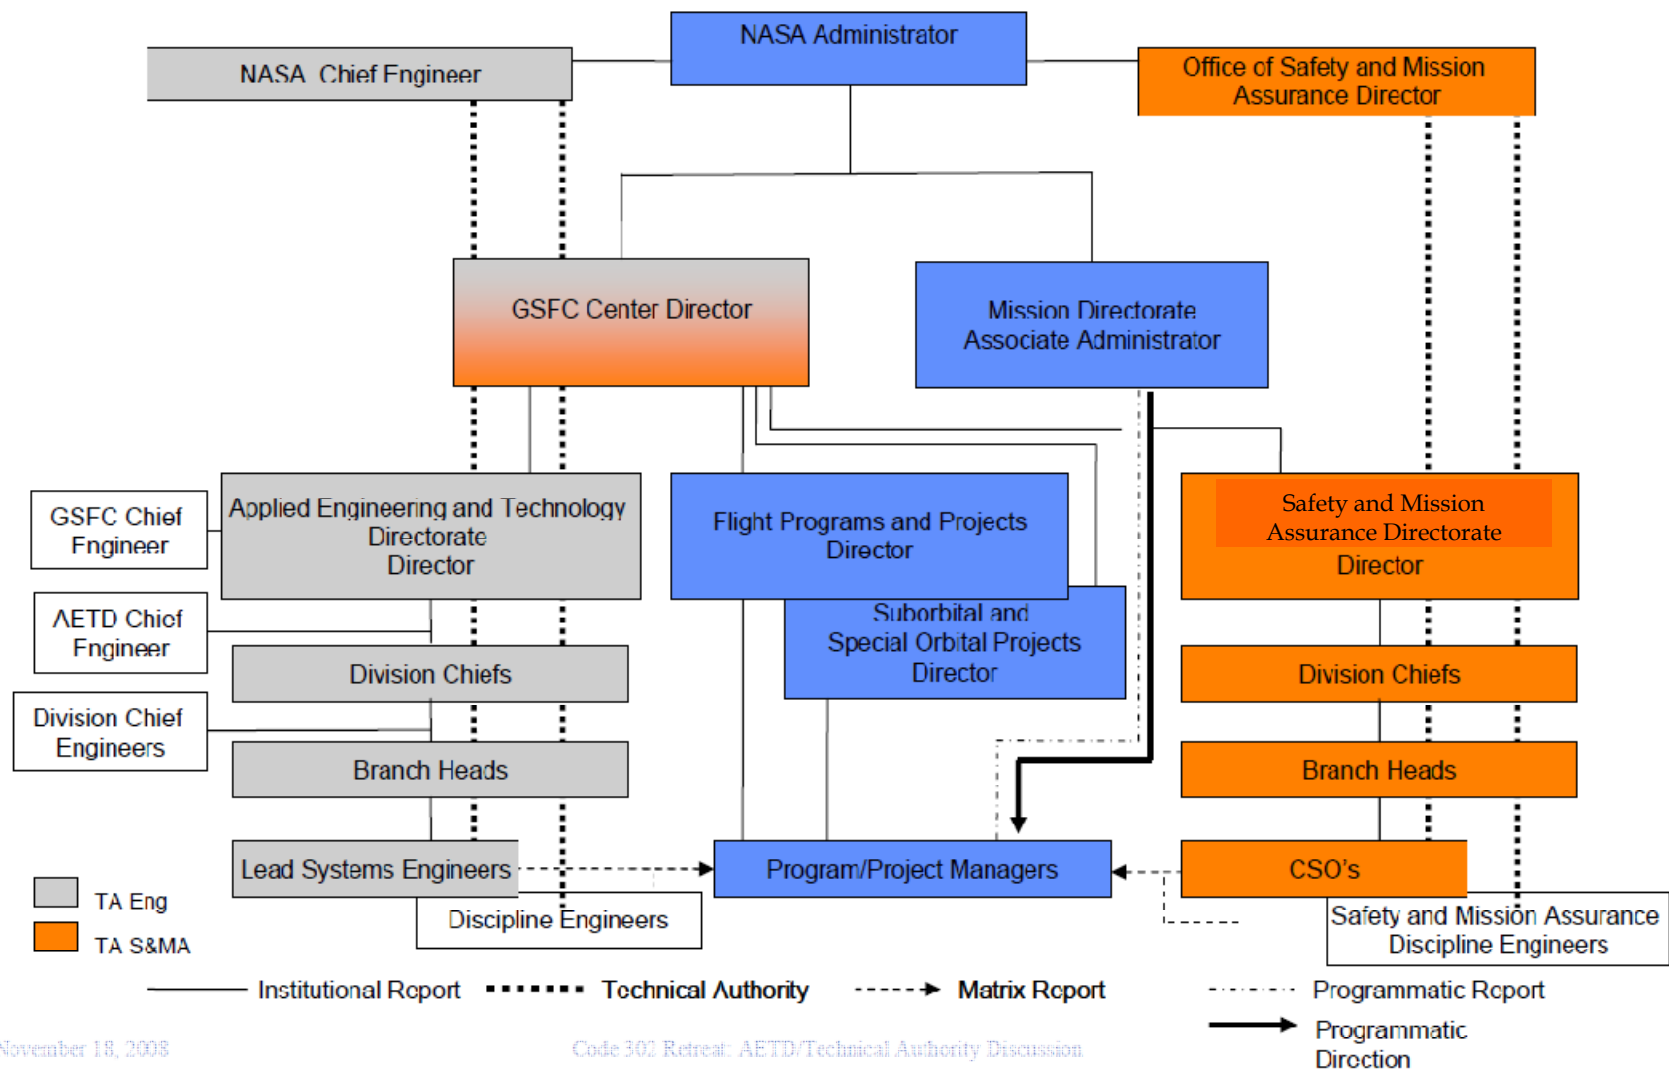 NASA Administrator
NASA Chief Engineer
Office of Safety and Mission
Assurance Director
GSFC Center Director
Mission Directorate
Associate Administrator
GSFC Chief
Engineer
Applied Engineering and Technology
Directorate
Director
Flight Programs and Projects
Director
Safety and Mission
Assurance Directorate
Director
AETD Chief
Engineer
Suborbital and
Special Orbital Projects
Director
Division Chiefs
Division Chiefs
Division Chief
Engineers
Branch Heads
Branch Heads
Lead Systems Engineers
Program/Project Managers
CSO's
Discipline Engineers
Safety and Mission Assurance
Discipline Engineers
TA Eng
TA S&MA
Institutional Report
Technical Authority
Matrix Report
Programmatic Report
Programmatic
Direction
November 18, 2008
Code 302 Retreat: AETD/Technical Authority Discussion